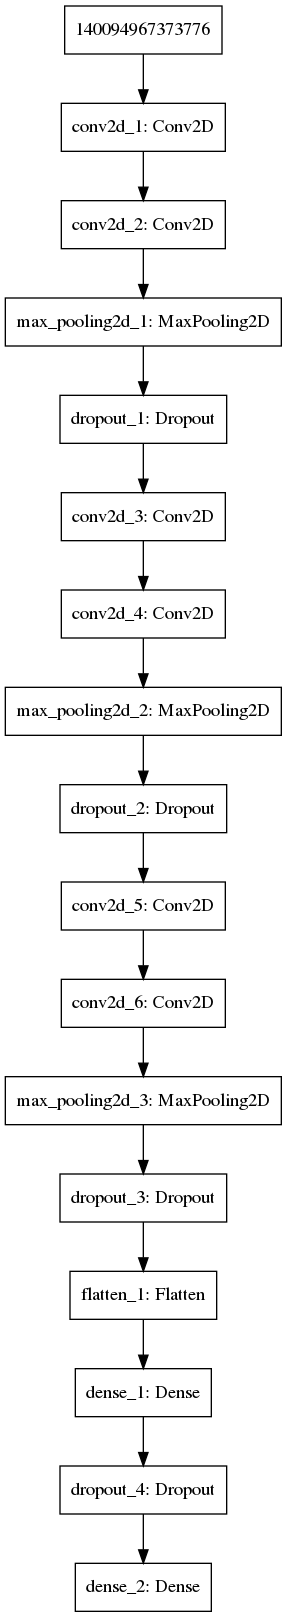 140094967373776
conv2d_1: Conv2D
conv2d_2: Conv2D
max_pooling2d_1: MaxPooling2D
dropout_1: Dropout
conv2d_3: Conv2D
conv2d_4: Conv2D
max_pooling2d_2: MaxPooling2D
dropout_2: Dropout
conv2d_5: Conv2D
conv2d_6: Conv2D
max_pooling2d_3: MaxPooling2D
dropout_3: Dropout
flatten_1: Flatten
dense_1: Dense
dropout_4: Dropout
dense_2: Dense